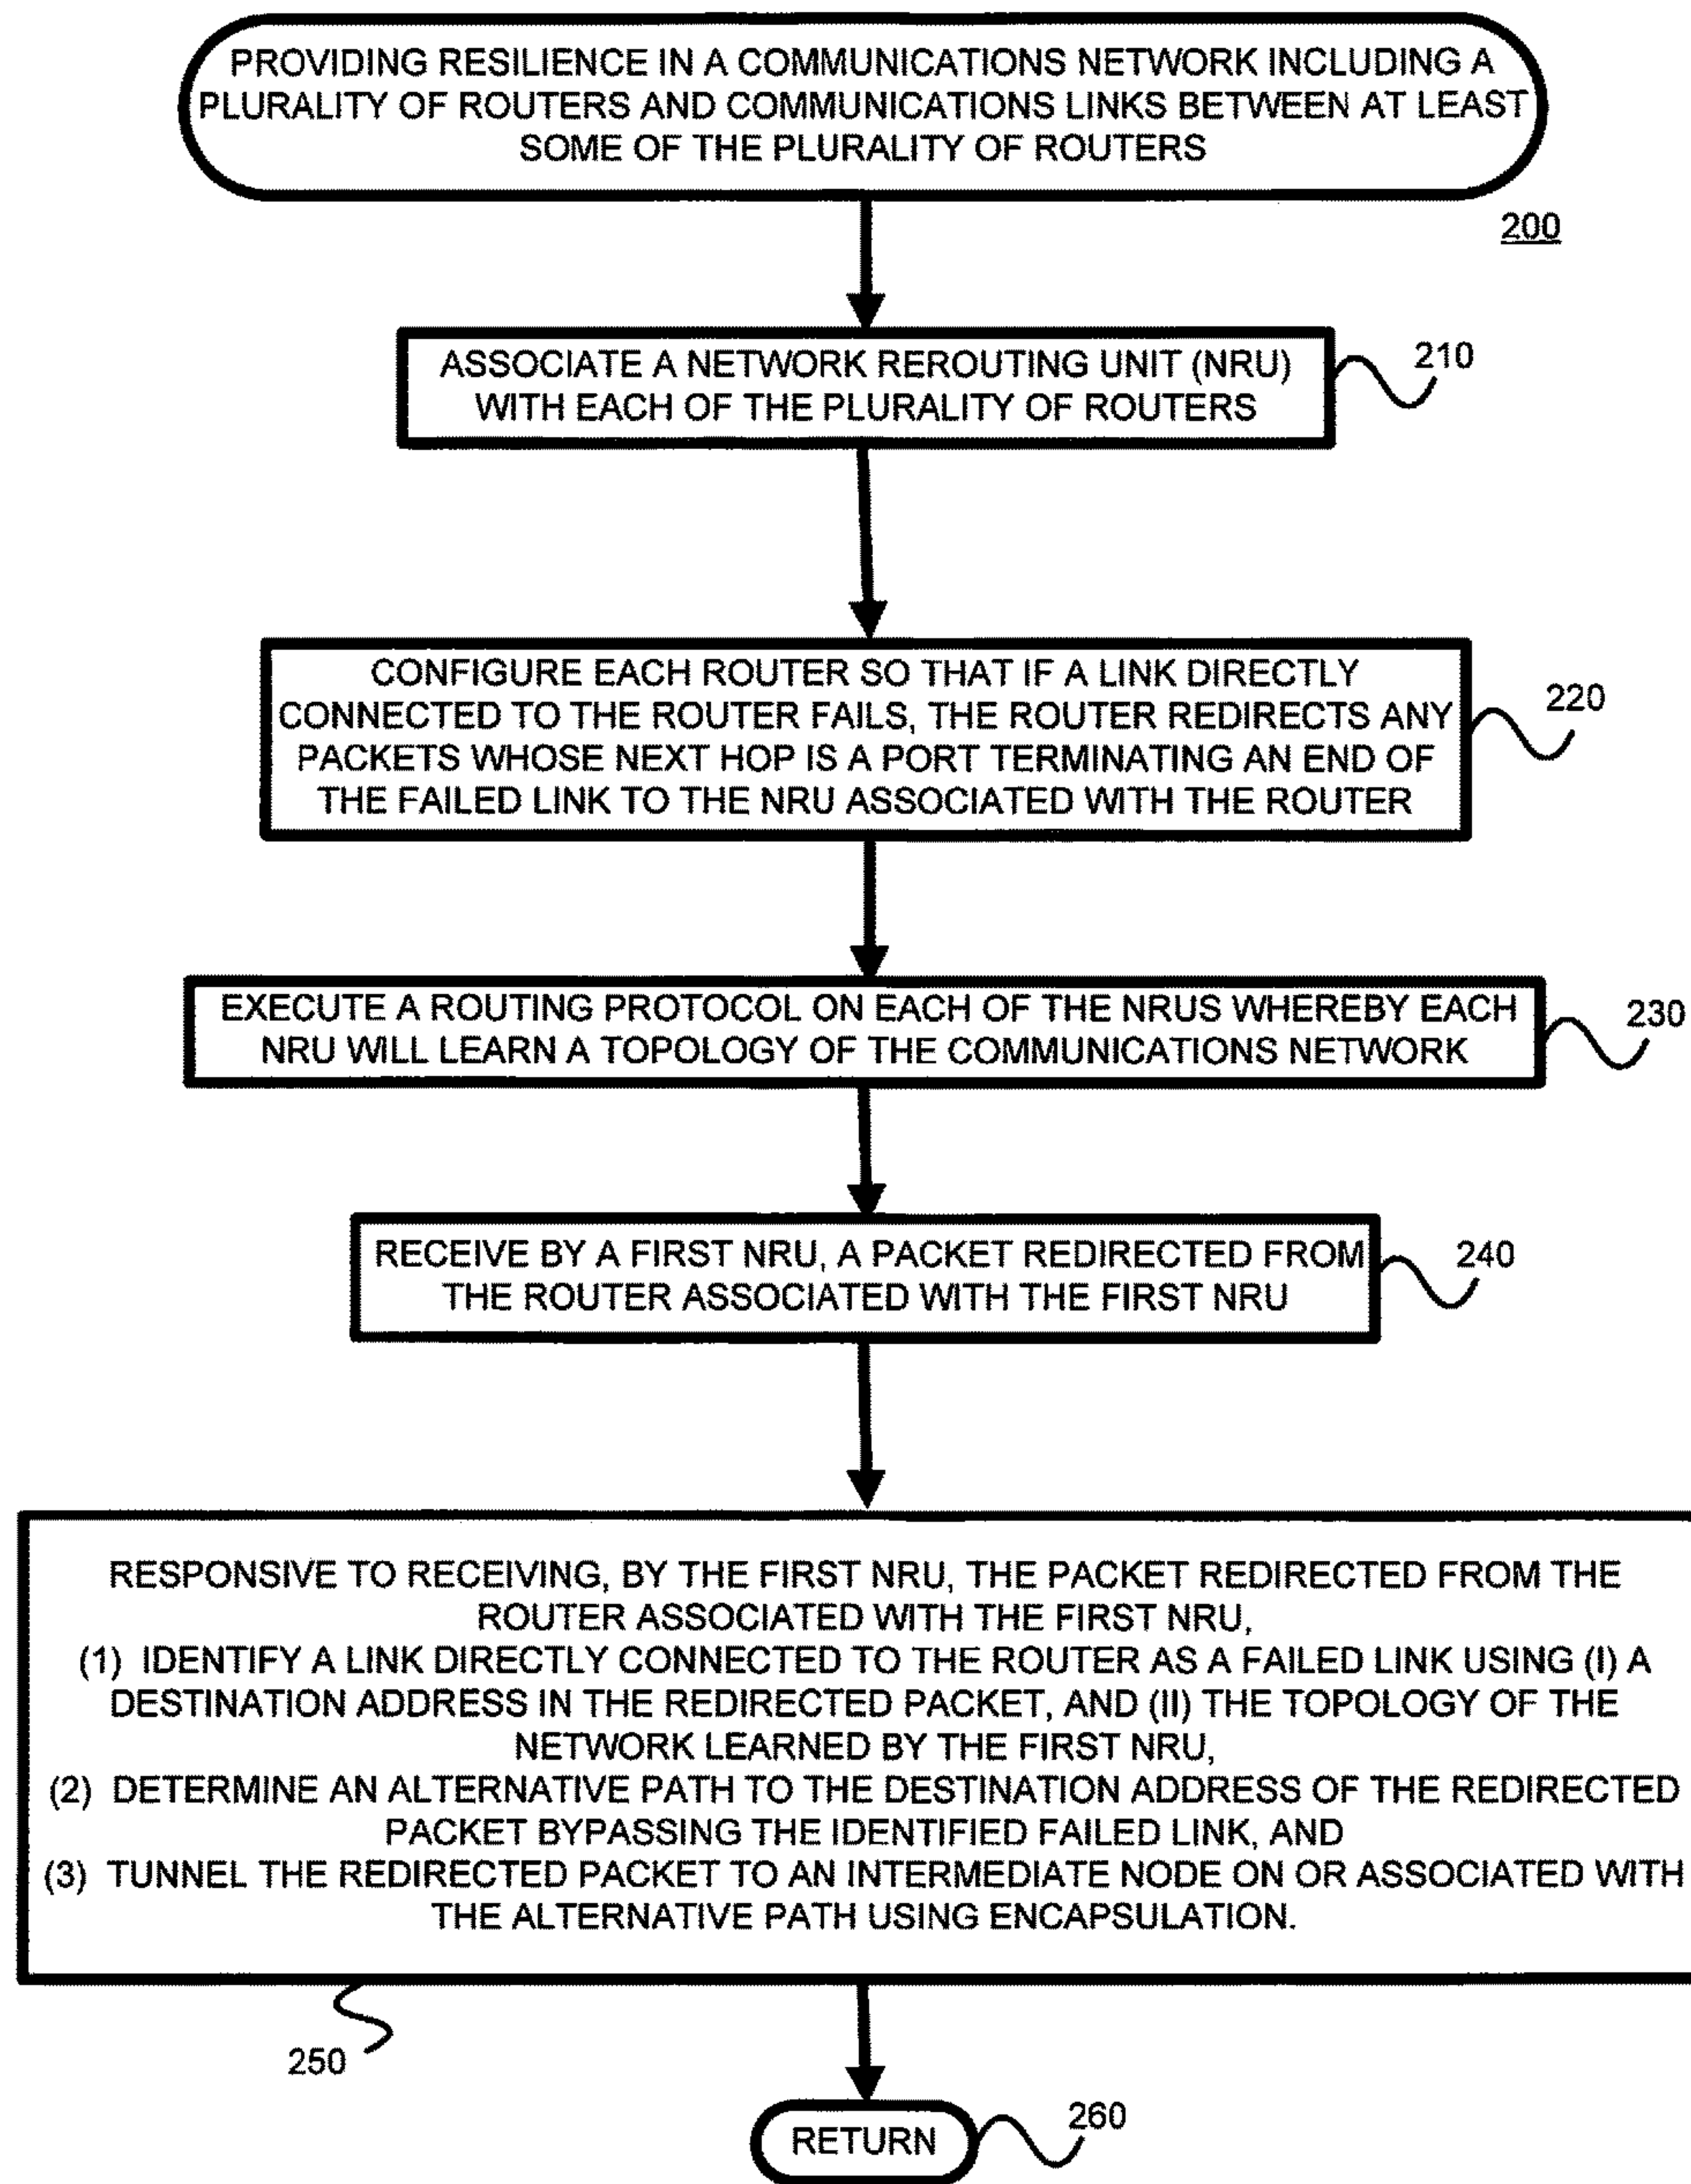 PROVIDING RESILIENCE IN A COMMUNICATIONS NETWORK INCLUDING A
PLURALITY OF ROUTERS AND COMMUNICATIONS LINKS BETWEEN AT LEAST
SOME OF THE PLURALITY OF ROUTERS
200
ASSOCIATE A NETWORK REROUTING UNIT (NRU)
WITH EACH OF THE PLURALITY OF ROUTERS
210
CONFIGURE EACH ROUTER SO THAT IF A LINK DIRECTLY
CONNECTED TO THE ROUTER FAILS, THE ROUTER REDIRECTS ANY
PACKETS WHOSE NEXT HOP IS A PORT TERMINATING AN END OF
THE FAILED LINK TO THE NRU ASSOCIATED WITH THE ROUTER
220
EXECUTE A ROUTING PROTOCOL ON EACH OF THE NRUS WHEREBY EACH
NRU WILL LEARN A TOPOLOGY OF THE COMMUNICATIONS NETWORK
230
RECEIVE BY A FIRST NRU, A PACKET REDIRECTED FROM
THE ROUTER ASSOCIATED WITH THE FIRST NRU
240
RESPONSIVE TO RECEIVING, BY THE FIRST NRU, THE PACKET REDIRECTED FROM THE
ROUTER ASSOCIATED WITH THE FIRST NRU,
(1) IDENTIFY A LINK DIRECTLY CONNECTED TO THE ROUTER AS A FAILED LINK USING (I) A
DESTINATION ADDRESS IN THE REDIRECTED PACKET, AND (II) THE TOPOLOGY OF THE
NETWORK LEARNED BY THE FIRST NRU,
(2) DETERMINE AN ALTERNATIVE PATH TO THE DESTINATION ADDRESS OF THE REDIRECTED
PACKET BYPASSING THE IDENTIFIED FAILED LINK, AND
(3) TUNNEL THE REDIRECTED PACKET TO AN INTERMEDIATE NODE ON OR ASSOCIATED WITH
THE ALTERNATIVE PATH USING ENCAPSULATION.
250
RETURN
260